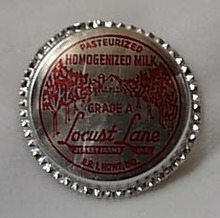 PASTEURIZED
HOMOGENIZED MILK
GRADE A
Locust Lane
JERSEY FARMS